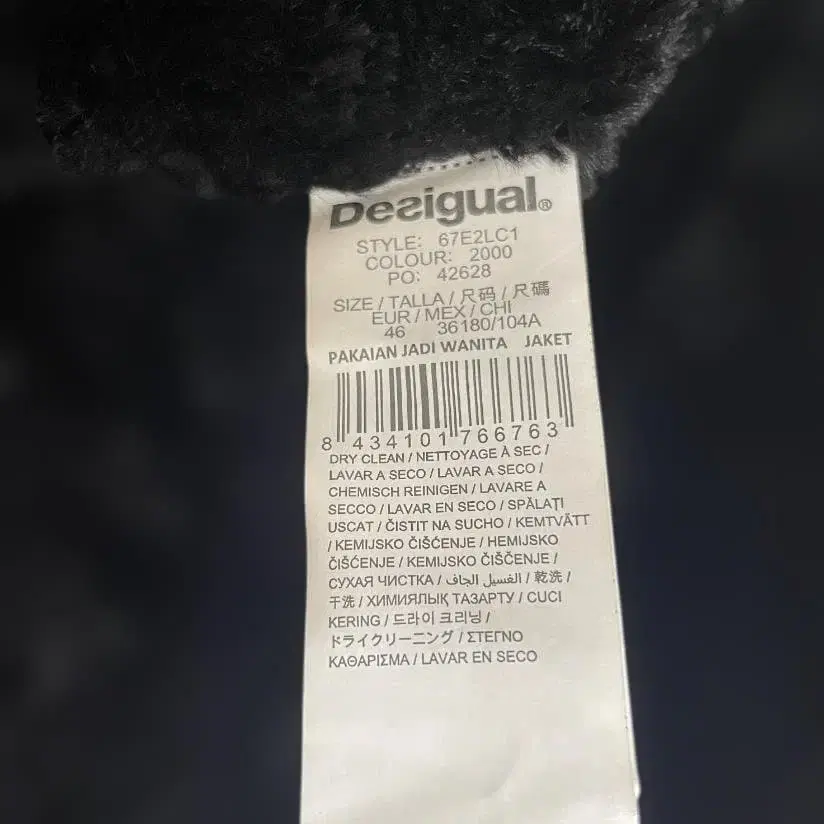 Desigual®
STYLE: 67E2LC1
COLOUR: 2000
PO: 42628
SIZE / TALLA / 尺码 / 尺碼
EUR / MEX / CHI
46 36180/104A
PAKAIAN JADI WANITA JAKET
8 434101 766763
DRY CLEAN / NETTOYAGE À SEC /
LAVAR A SECO / LAVAR A SECO /
CHEMISCH REINIGEN / LAVARE A
SECCO / LAVAR EN SECO / SPĂLAȚI
USCAT / ČISTIT NA SUCHO / KEMTVÄTT
/ KEMIJSKO ČIŠĆENJE / HEMIJSKO
ČIŠĆENJE / KEMIJSKO ČIŠČENJE /
СУХАЯ ЧИСТКА / الغسيل الجاف / 乾洗 /
干洗 / ХИМИЯЛЫҚ ТАЗАРТУ / CUCI
KERING / 드라이 크리닝 /
ドライクリーニング / ΣΤΕΓΝΟ
ΚΑΘΑΡΙΣΜΑ / LAVAR EN SECO